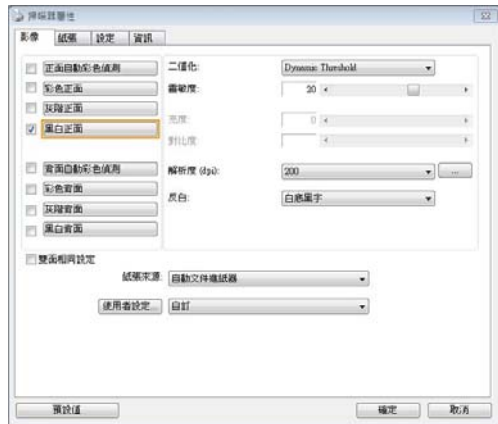 掃描器屬性
影像 紙張 設定 資訊
正面自動彩色偵測
彩色正面
灰階正面
黑白正面
背面自動彩色偵測
彩色背面
灰階背面
黑白背面
二值化: Dynamic Threshold
靈敏度: 20
亮度: 0
對比度:
解析度 (dpi): 200 ...
反白: 白底黑字
雙面相同設定
紙張來源: 自動文件進紙器
使用者設定... 自訂
預設值 確定 取消